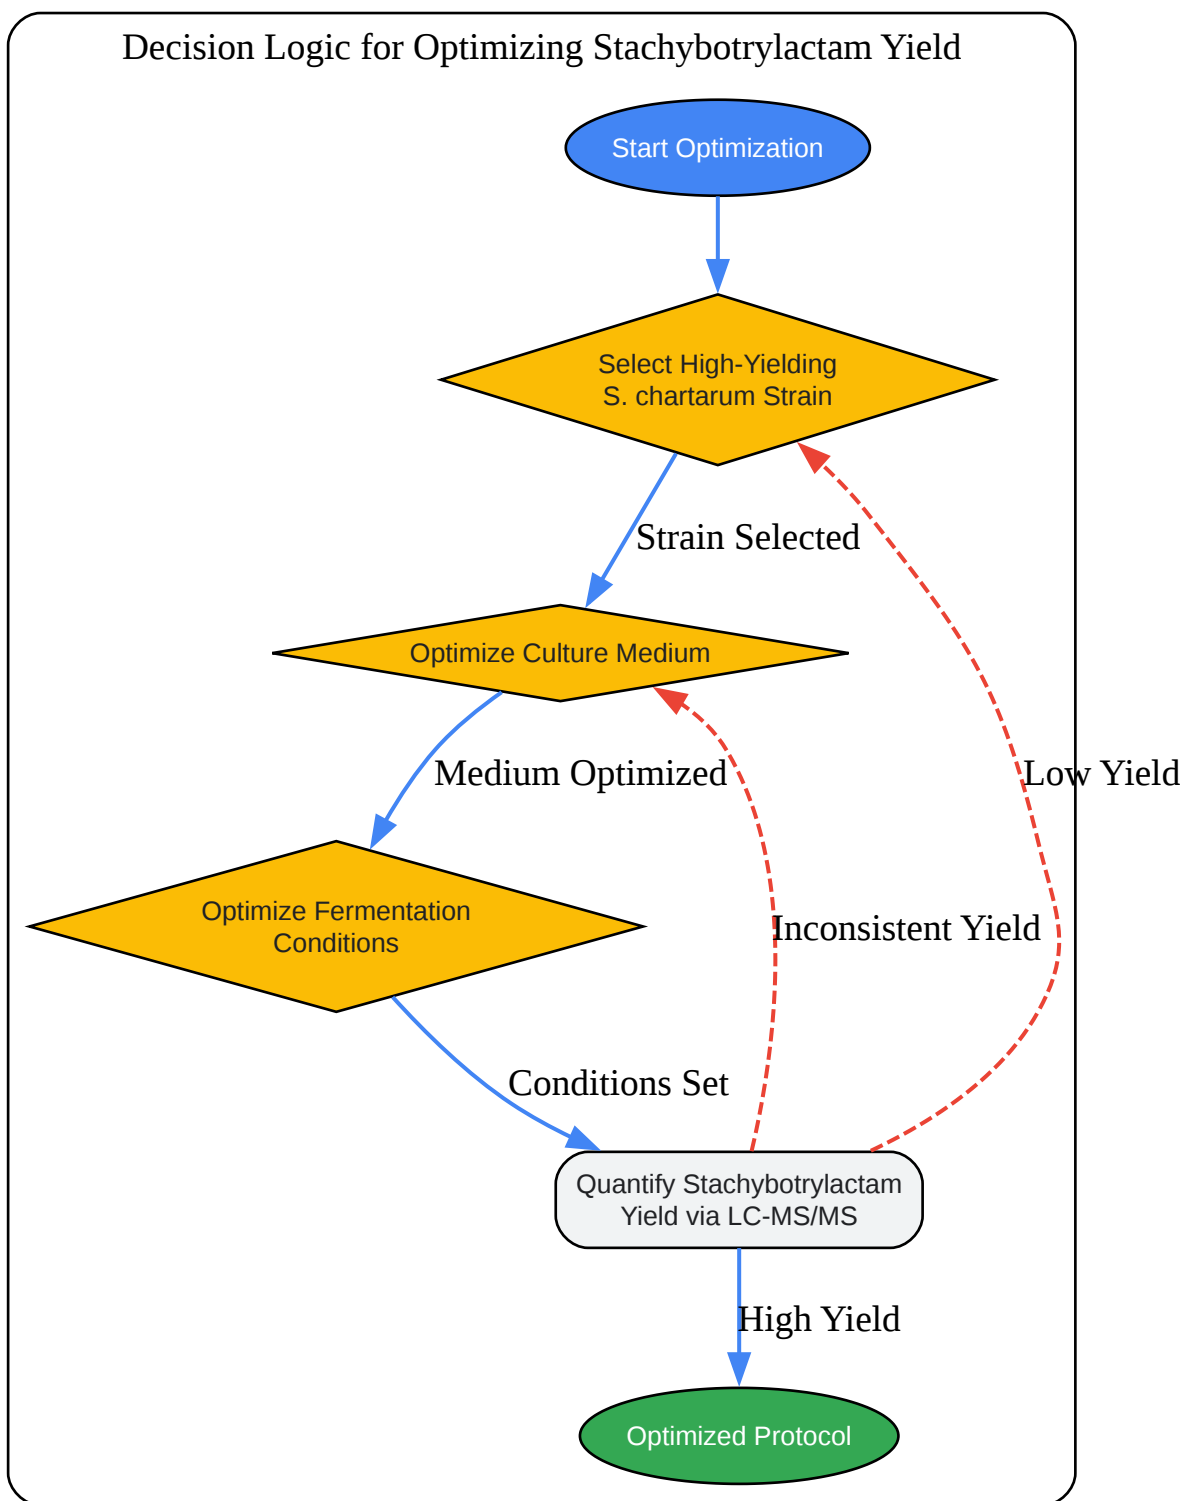 Decision Logic for Optimizing Stachybotrylactam Yield
Start Optimization
Select High-Yielding
S. chartarum Strain
Strain Selected
Optimize Culture Medium
Medium Optimized
Low Yield
Optimize Fermentation
Conditions
Inconsistent Yield
Conditions Set
Quantify Stachybotrylactam
Yield via LC-MS/MS
High Yield
Optimized Protocol